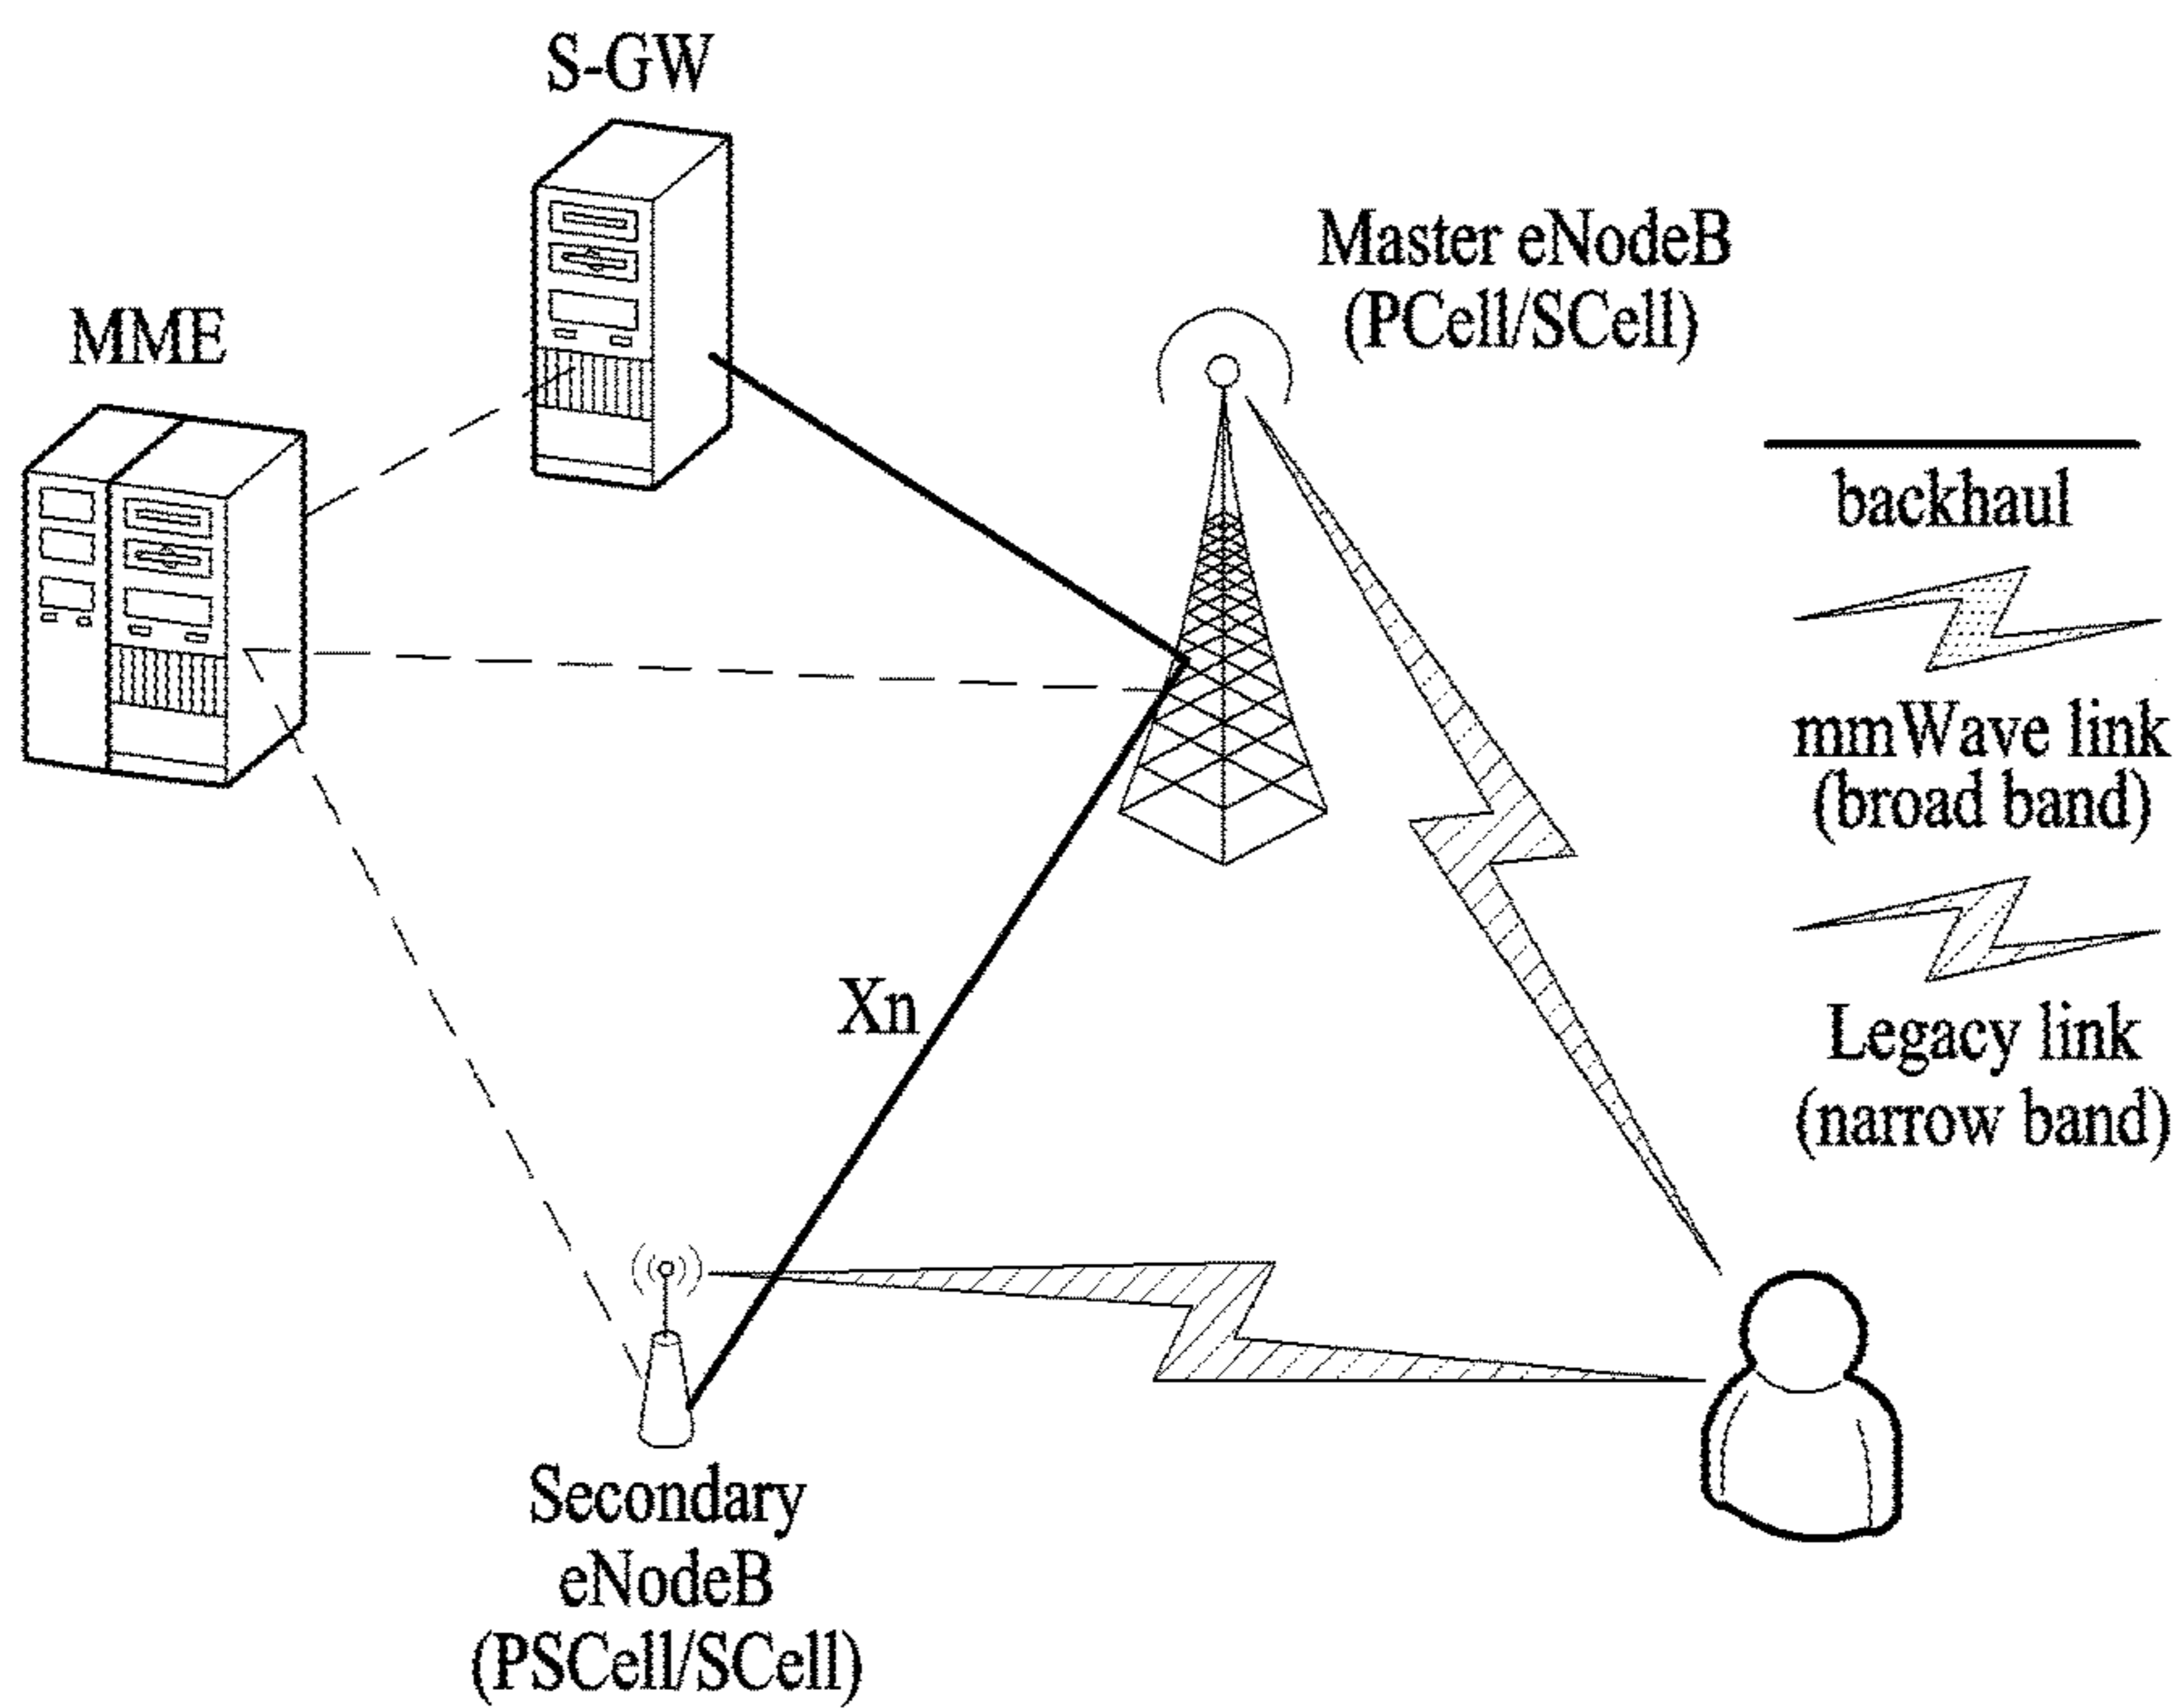 S-GW
MME
Master eNodeB
(PCell/SCell)
backhaul
mmWave link
(broad band)
Legacy link
(narrow band)
Xn
Secondary
eNodeB
(PSCell/SCell)